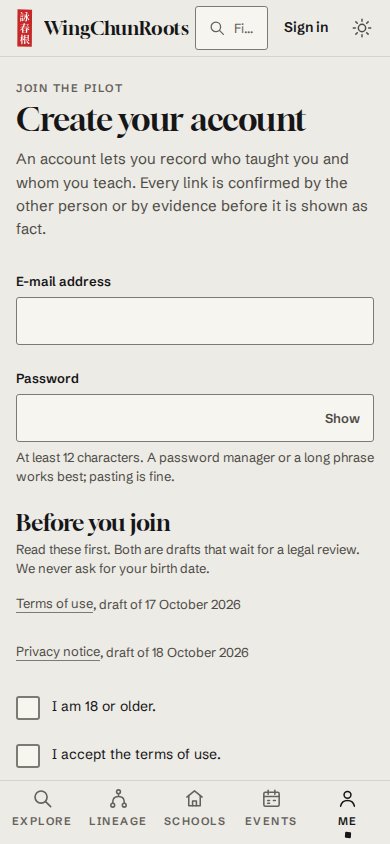 詠春根
WingChunRoots
Fi...
Sign in
JOIN THE PILOT
Create your account
An account lets you record who taught you and
whom you teach. Every link is confirmed by the
other person or by evidence before it is shown as
fact.
E-mail address
Password
Show
At least 12 characters. A password manager or a long phrase
works best; pasting is fine.
Before you join
Read these first. Both are drafts that wait for a legal review.
We never ask for your birth date.
Terms of use, draft of 17 October 2026
Privacy notice, draft of 18 October 2026
I am 18 or older.
I accept the terms of use.
EXPLORE
LINEAGE
SCHOOLS
EVENTS
ME